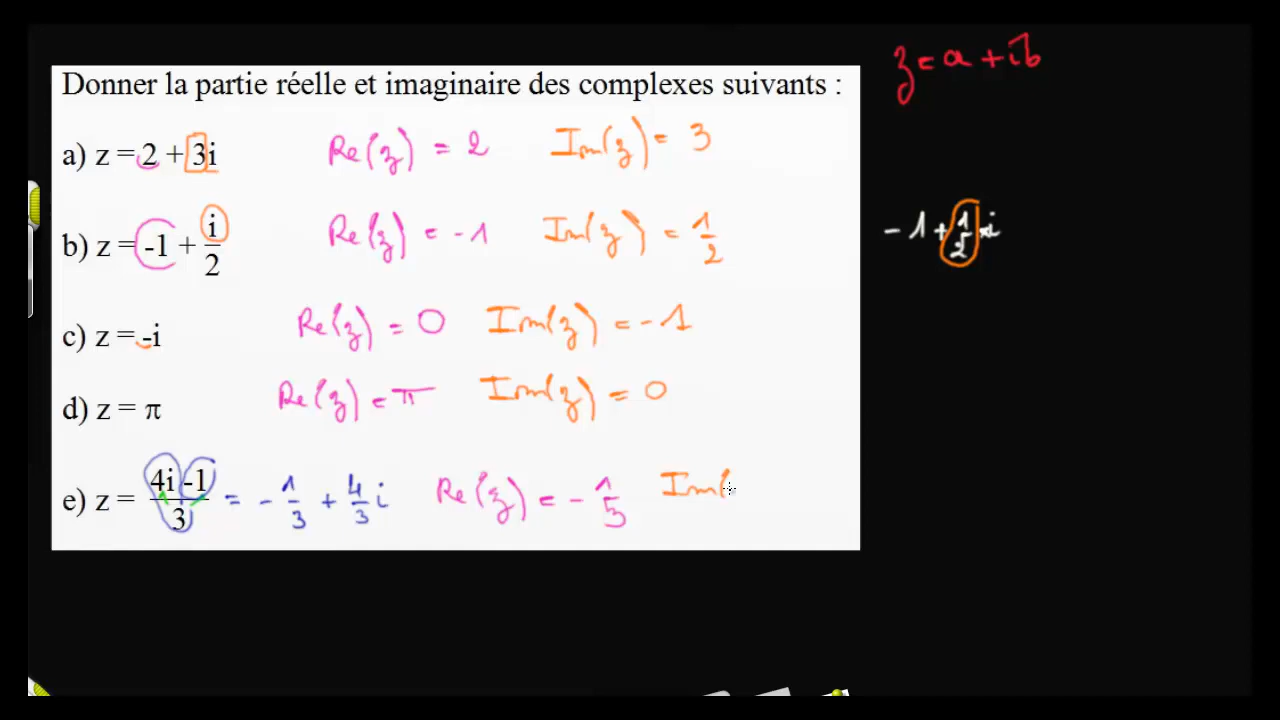 z = a + ib
Donner la partie réelle et imaginaire des complexes suivants :
a) z = 2 + 3i Re(z) = 2 Im(z) = 3
b) z = -1 + i/2 Re(z) = -1 Im(z) = 1/2
-1 + 1/2 × i
c) z = -i Re(z) = 0 Im(z) = -1
d) z = π Re(z) = π Im(z) = 0
e) z = 4i-1/3 = -1/3 + 4/3 i Re(z) = -1/5 Im(